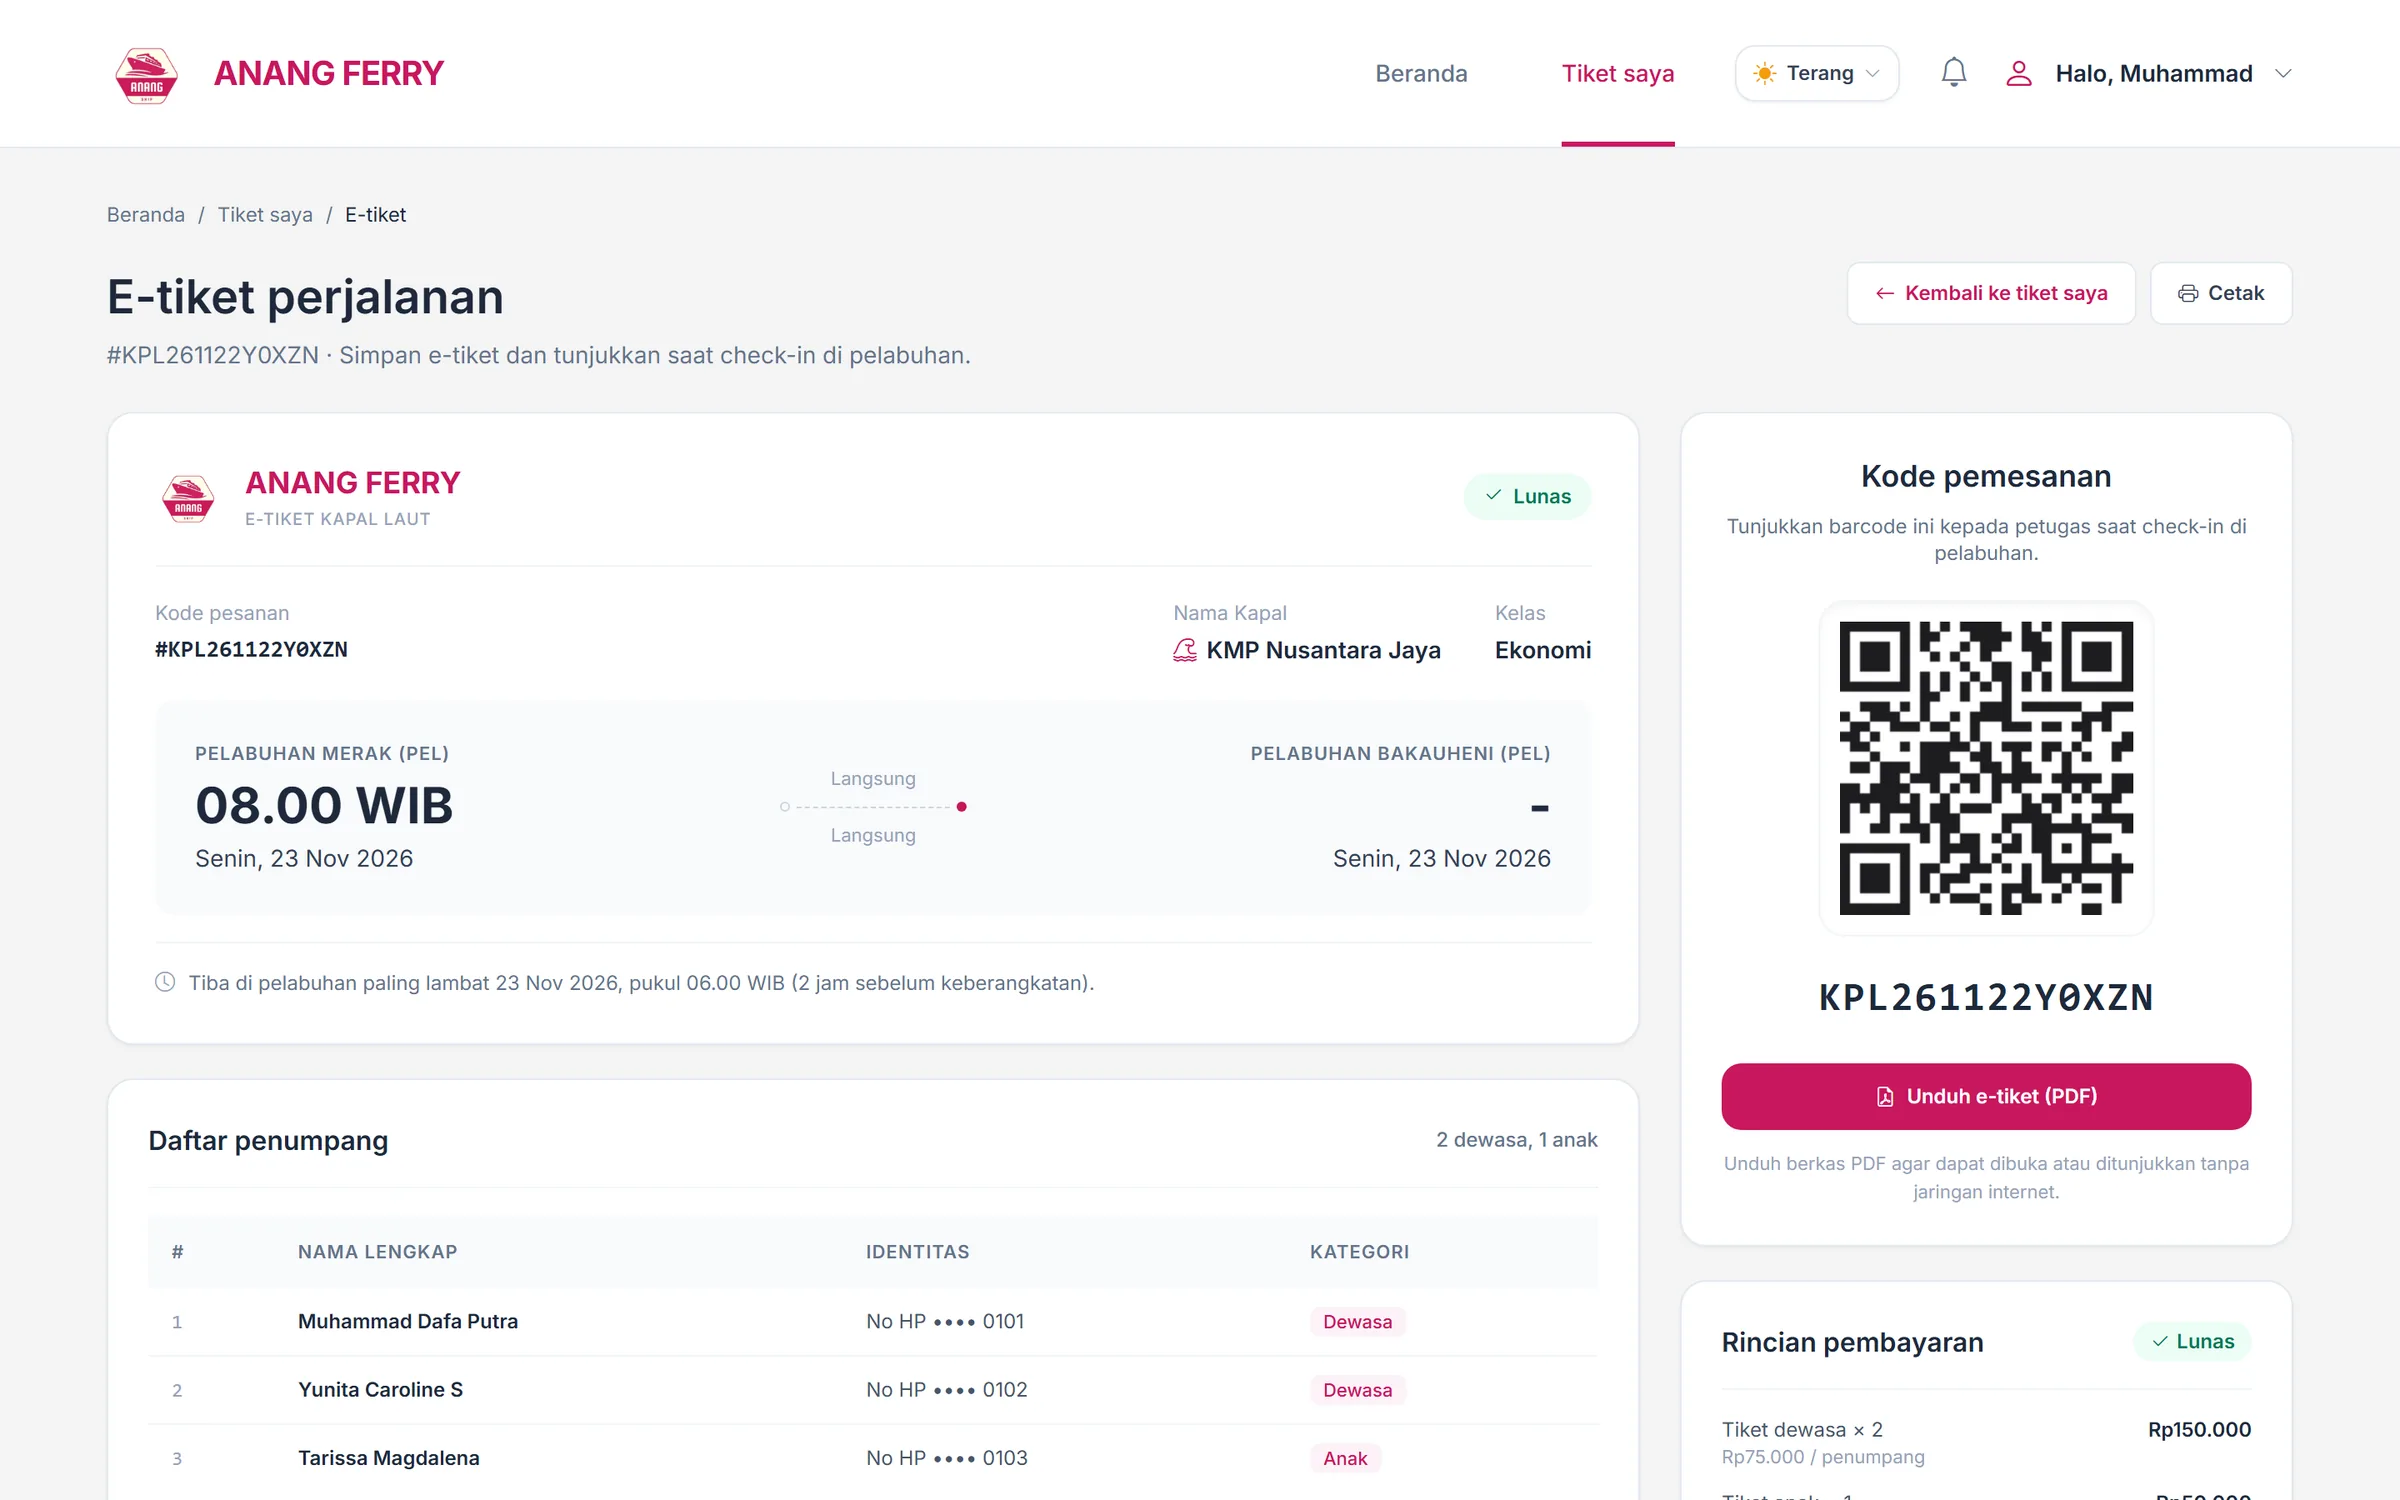 ANANG
SHIP
ANANG FERRY
Beranda
Tiket saya
Terang
Halo, Muhammad
Beranda / Tiket saya / E-tiket
E-tiket perjalanan
#KPL261122Y0XZN · Simpan e-tiket dan tunjukkan saat check-in di pelabuhan.
Kembali ke tiket saya
Cetak
ANANG
ANANG FERRY
E-TIKET KAPAL LAUT
Lunas
Kode pesanan
#KPL261122Y0XZN
Nama Kapal
KMP Nusantara Jaya
Kelas
Ekonomi
PELABUHAN MERAK (PEL)
08.00 WIB
Senin, 23 Nov 2026
Langsung
Langsung
PELABUHAN BAKAUHENI (PEL)
–
Senin, 23 Nov 2026
Tiba di pelabuhan paling lambat 23 Nov 2026, pukul 06.00 WIB (2 jam sebelum keberangkatan).
Daftar penumpang
2 dewasa, 1 anak
# NAMA LENGKAP IDENTITAS KATEGORI
1 Muhammad Dafa Putra No HP •••• 0101 Dewasa
2 Yunita Caroline S No HP •••• 0102 Dewasa
3 Tarissa Magdalena No HP •••• 0103 Anak
Kode pemesanan
Tunjukkan barcode ini kepada petugas saat check-in di
pelabuhan.
KPL261122Y0XZN
Unduh e-tiket (PDF)
Unduh berkas PDF agar dapat dibuka atau ditunjukkan tanpa
jaringan internet.
Rincian pembayaran
Lunas
Tiket dewasa × 2 Rp150.000
Rp75.000 / penumpang